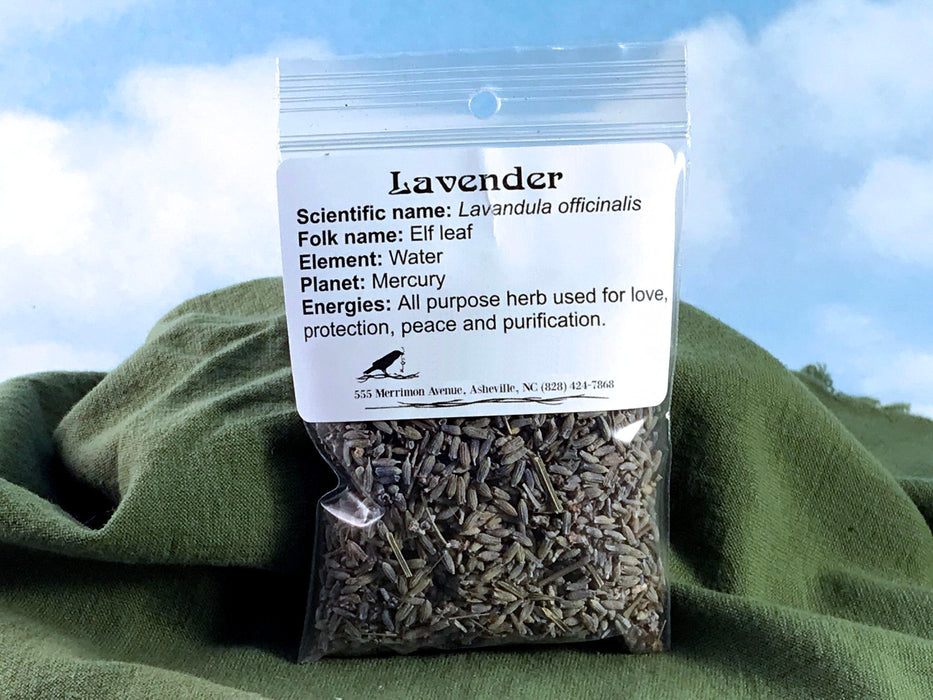 Lavender
Scientific name: Lavandula officinalis
Folk name: Elf leaf
Element: Water
Planet: Mercury
Energies: All purpose herb used for love,
protection, peace and purification.
555 Merrimon Avenue, Asheville, NC (828) 424-7868